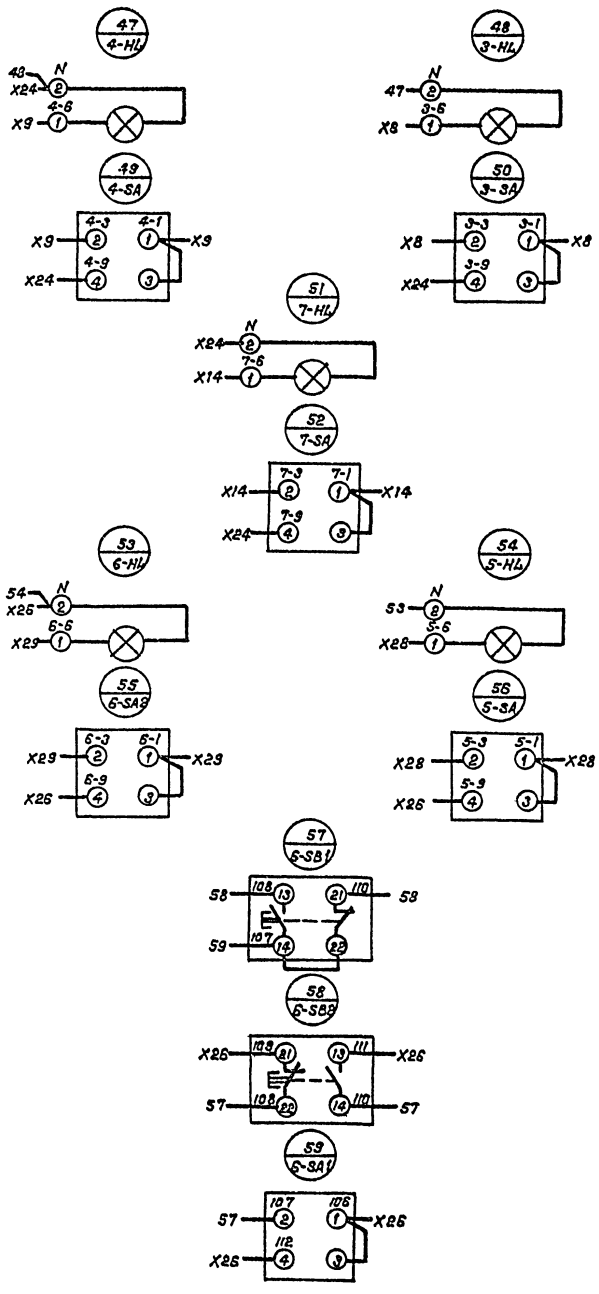 47
4-HL
48
3-HL
48 N
X24 2
4-6
X9 1
N
47 2
3-6
X8 1
49
4-SA
50
3-SA
4-3 4-1
X9 2 1 X9
4-9
X24 4 3
3-3 3-1
X8 2 1 X8
3-9
X24 4 3
51
7-HL
N
X24 2
7-6
X14 1
52
7-SA
7-3 7-1
X14 2 1 X14
7-9
X24 4 3
53
6-HL
54
5-HL
54 N
X26 2
6-6
X29 1
N
53 2
5-6
X28 1
55
6-SA2
56
5-SA
6-3 6-1
X29 2 1 X29
6-9
X26 4 3
5-3 5-1
X28 2 1 X28
5-9
X26 4 3
57
6-SB1
58 108 13 21 110 58
59 107 14 22
58
6-SB2
X26 109 21 13 111 X26
57 108 22 14 110 57
59
6-SA1
107 106
57 2 1 X26
112
X26 4 3